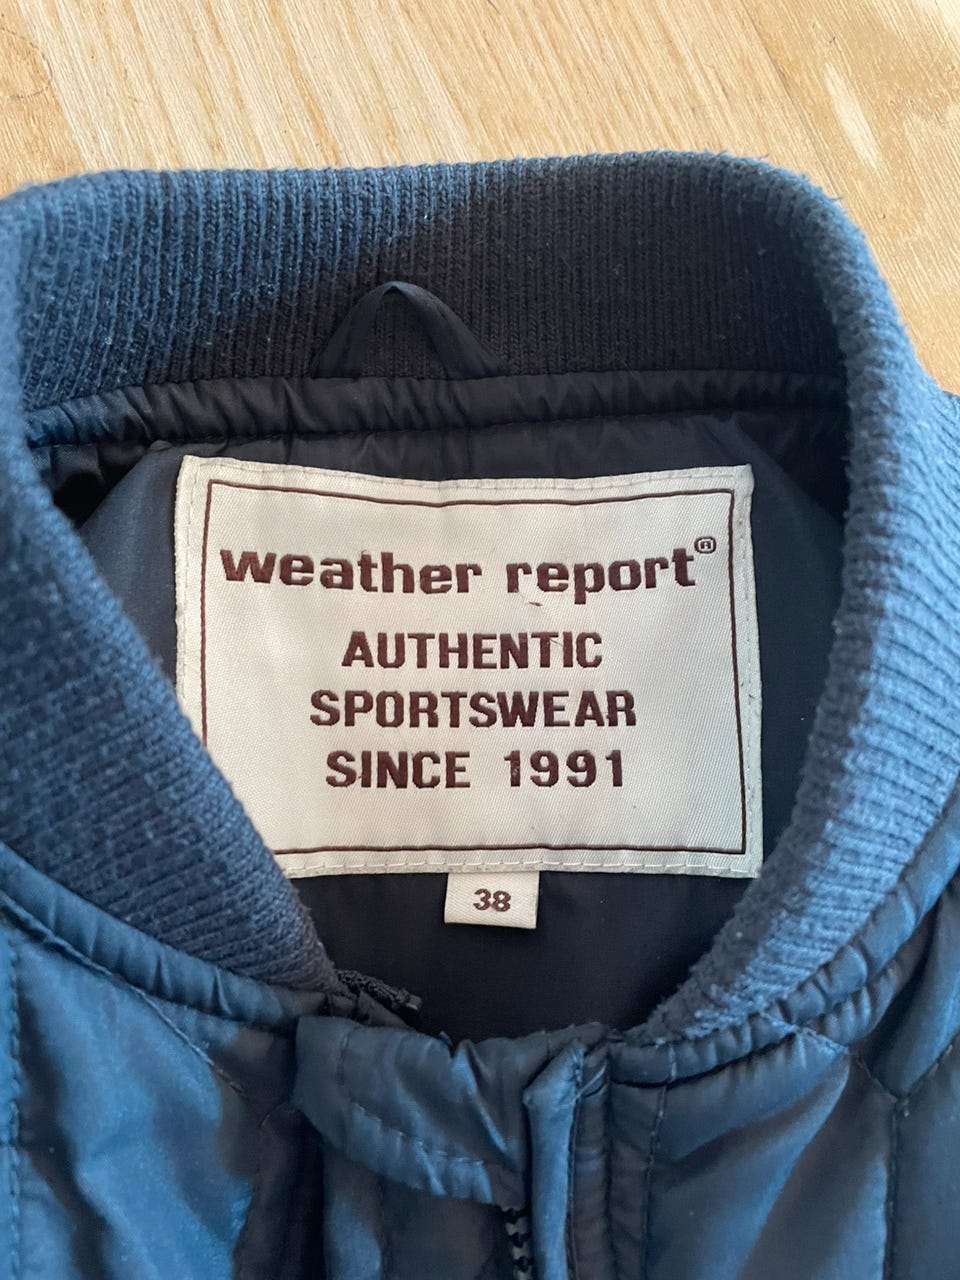 weather report®
AUTHENTIC
SPORTSWEAR
SINCE 1991
38